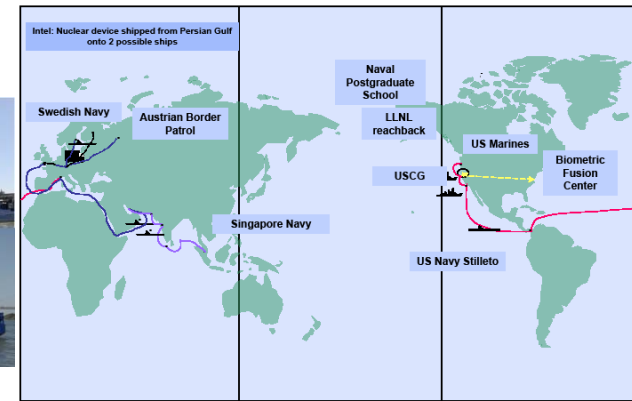 Intel: Nuclear device shipped from Persian Gulf
onto 2 possible ships
Naval
Postgraduate
School
Swedish Navy
Austrian Border
Patrol
LLNL
reachback
US Marines
USCG
Biometric
Fusion
Center
Singapore Navy
US Navy Stilleto